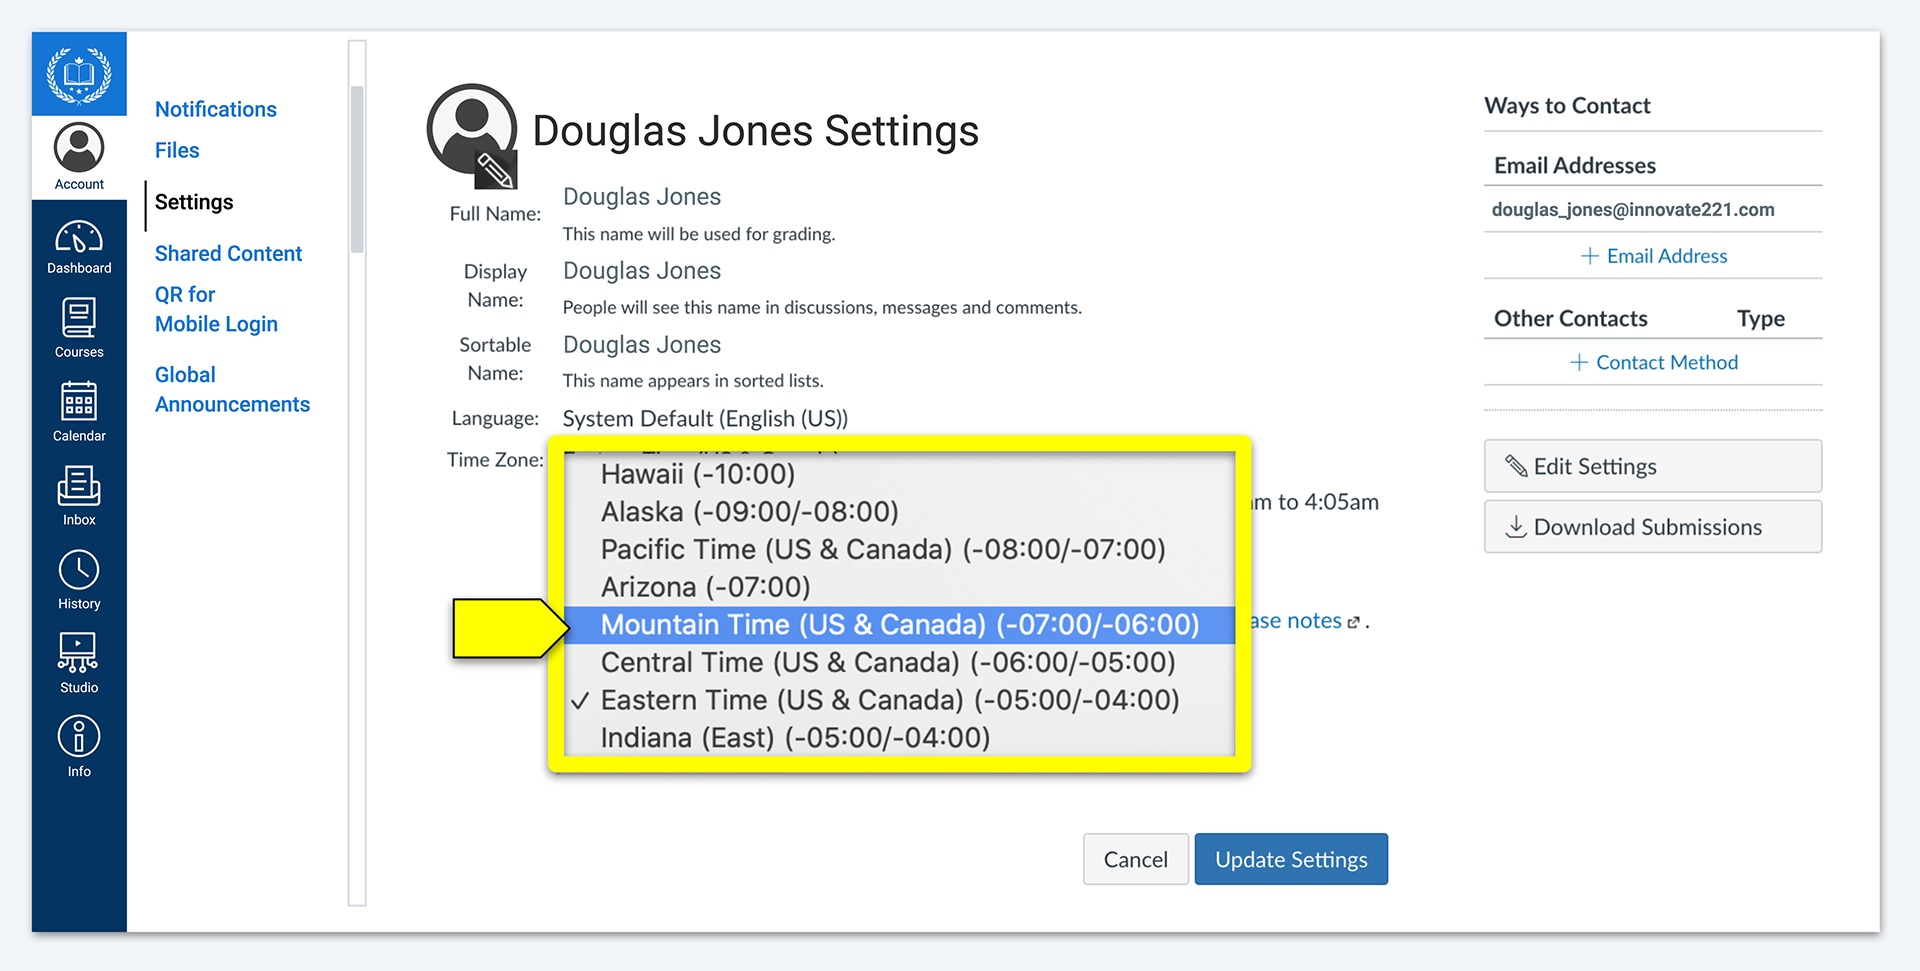 Account
Dashboard
Courses
Calendar
Inbox
History
Studio
Info
Notifications
Files
Settings
Shared Content
QR for
Mobile Login
Global
Announcements
Douglas Jones Settings
Full Name:
Douglas Jones
This name will be used for grading.
Display
Name:
Douglas Jones
People will see this name in discussions, messages and comments.
Sortable
Name:
Douglas Jones
This name appears in sorted lists.
Language:
System Default (English (US))
Time Zone:
Hawaii (-10:00)
Alaska (-09:00/-08:00)
Pacific Time (US & Canada) (-08:00/-07:00)
Arizona (-07:00)
Mountain Time (US & Canada) (-07:00/-06:00)
Central Time (US & Canada) (-06:00/-05:00)
✓ Eastern Time (US & Canada) (-05:00/-04:00)
Indiana (East) (-05:00/-04:00)
to 4:05am
notes .
Cancel
Update Settings
Ways to Contact
Email Addresses
douglas_jones@innovate221.com
+ Email Address
Other Contacts Type
+ Contact Method
Edit Settings
Download Submissions